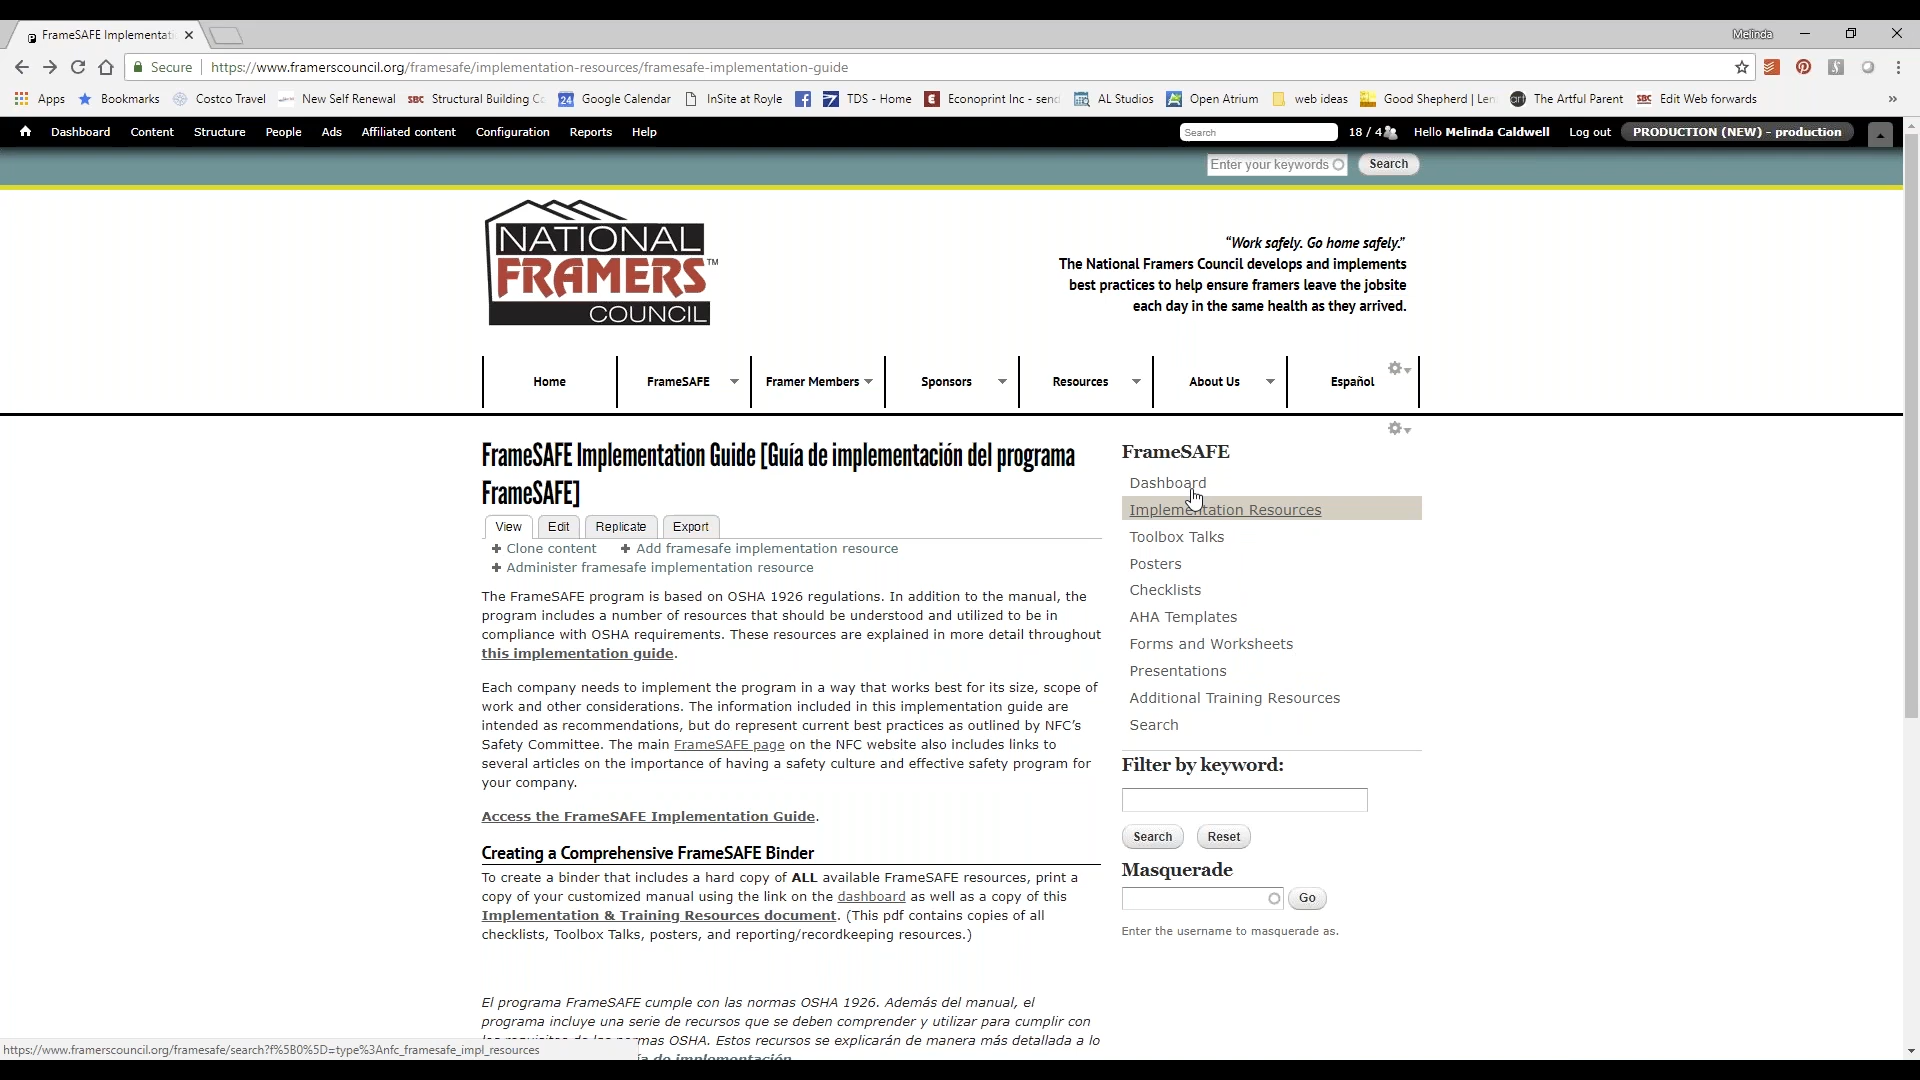 FrameSAFE Implementati
Melinda
Secure https://www.framerscouncil.org/framesafe/implementation-resources/framesafe-implementation-guide
Apps Bookmarks Costco Travel New Self Renewal SBC Structural Building Co 24 Google Calendar InSite at Royle TDS - Home Econoprint Inc - send AL Studios Open Atrium web ideas Good Shepherd | Len The Artful Parent SBC Edit Web forwards »
Dashboard Content Structure People Ads Affiliated content Configuration Reports Help Search 18 / 4 Hello Melinda Caldwell Log out PRODUCTION (NEW) - production
Enter your keywords Search
NATIONAL
FRAMERS™
COUNCIL
“Work safely. Go home safely.”
The National Framers Council develops and implements
best practices to help ensure framers leave the jobsite
each day in the same health as they arrived.
Home FrameSAFE Framer Members Sponsors Resources About Us Español
FrameSAFE Implementation Guide [Guía de implementación del programa
FrameSAFE]
View Edit Replicate Export
Clone content Add framesafe implementation resource
Administer framesafe implementation resource
The FrameSAFE program is based on OSHA 1926 regulations. In addition to the manual, the
program includes a number of resources that should be understood and utilized to be in
compliance with OSHA requirements. These resources are explained in more detail throughout
this implementation guide.
Each company needs to implement the program in a way that works best for its size, scope of
work and other considerations. The information included in this implementation guide are
intended as recommendations, but do represent current best practices as outlined by NFC’s
Safety Committee. The main FrameSAFE page on the NFC website also includes links to
several articles on the importance of having a safety culture and effective safety program for
your company.
Access the FrameSAFE Implementation Guide.
Creating a Comprehensive FrameSAFE Binder
To create a binder that includes a hard copy of ALL available FrameSAFE resources, print a
copy of your customized manual using the link on the dashboard as well as a copy of this
Implementation & Training Resources document. (This pdf contains copies of all
checklists, Toolbox Talks, posters, and reporting/recordkeeping resources.)
El programa FrameSAFE cumple con las normas OSHA 1926. Además del manual, el
programa incluye una serie de recursos que se deben comprender y utilizar para cumplir con
OSHA. Estos recursos se explicarán de manera más detallada a lo
de implementación
FrameSAFE
Dashboard
Implementation Resources
Toolbox Talks
Posters
Checklists
AHA Templates
Forms and Worksheets
Presentations
Additional Training Resources
Search
Filter by keyword:
Search Reset
Masquerade
Go
Enter the username to masquerade as.
https://www.framerscouncil.org/framesafe/search?f%5B0%5D=type%3Anfc_framesafe_impl_resources